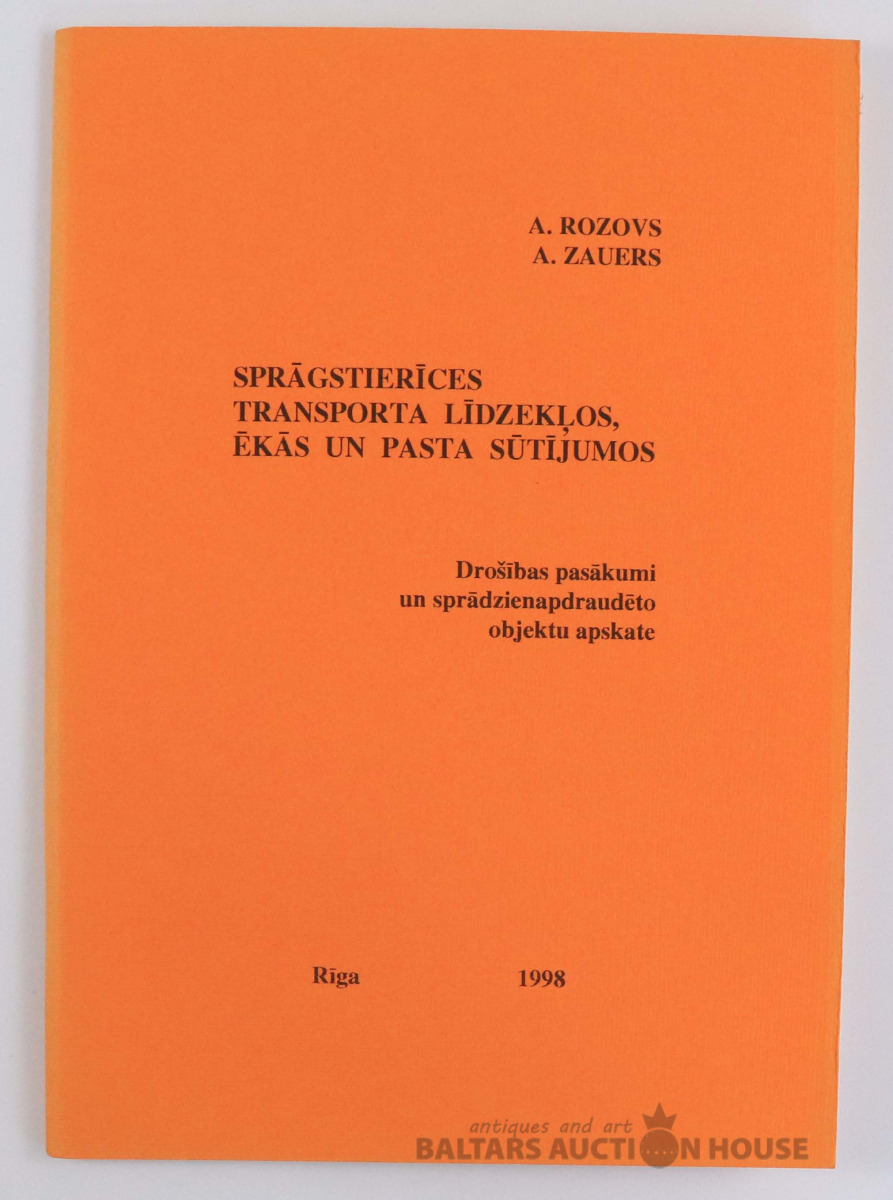 A. ROZOVS
A. ZAUERS
SPRĀGSTIERĪCES
TRANSPORTA LĪDZEKĻOS,
ĒKĀS UN PASTA SŪTĪJUMOS
Drošības pasākumi
un sprādzienapdraudēto
objektu apskate
Rīga 1998
antiques and art
BALTARS AUCTION HOUSE